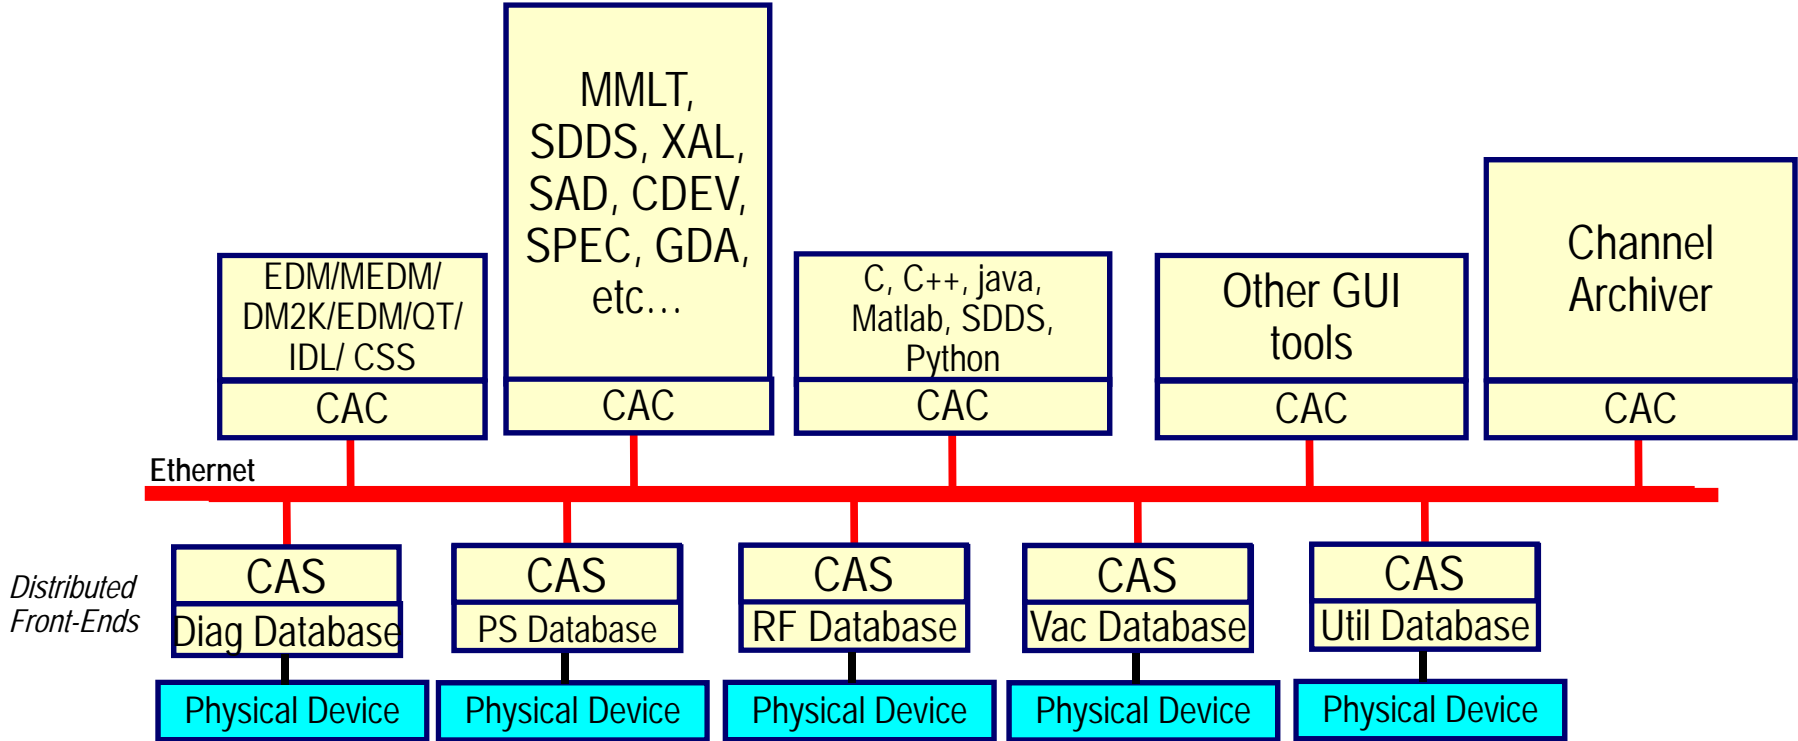 MMLT,
SDDS, XAL,
SAD, CDEV,
SPEC, GDA,
etc…
CAC
EDM/MEDM/
DM2K/EDM/QT/
IDL/ CSS
CAC
C, C++, java,
Matlab, SDDS,
Python
CAC
Other GUI
tools
CAC
Channel
Archiver
CAC
Ethernet
Distributed
Front-Ends
CAS
Diag Database
Physical Device
CAS
PS Database
Physical Device
CAS
RF Database
Physical Device
CAS
Vac Database
Physical Device
CAS
Util Database
Physical Device